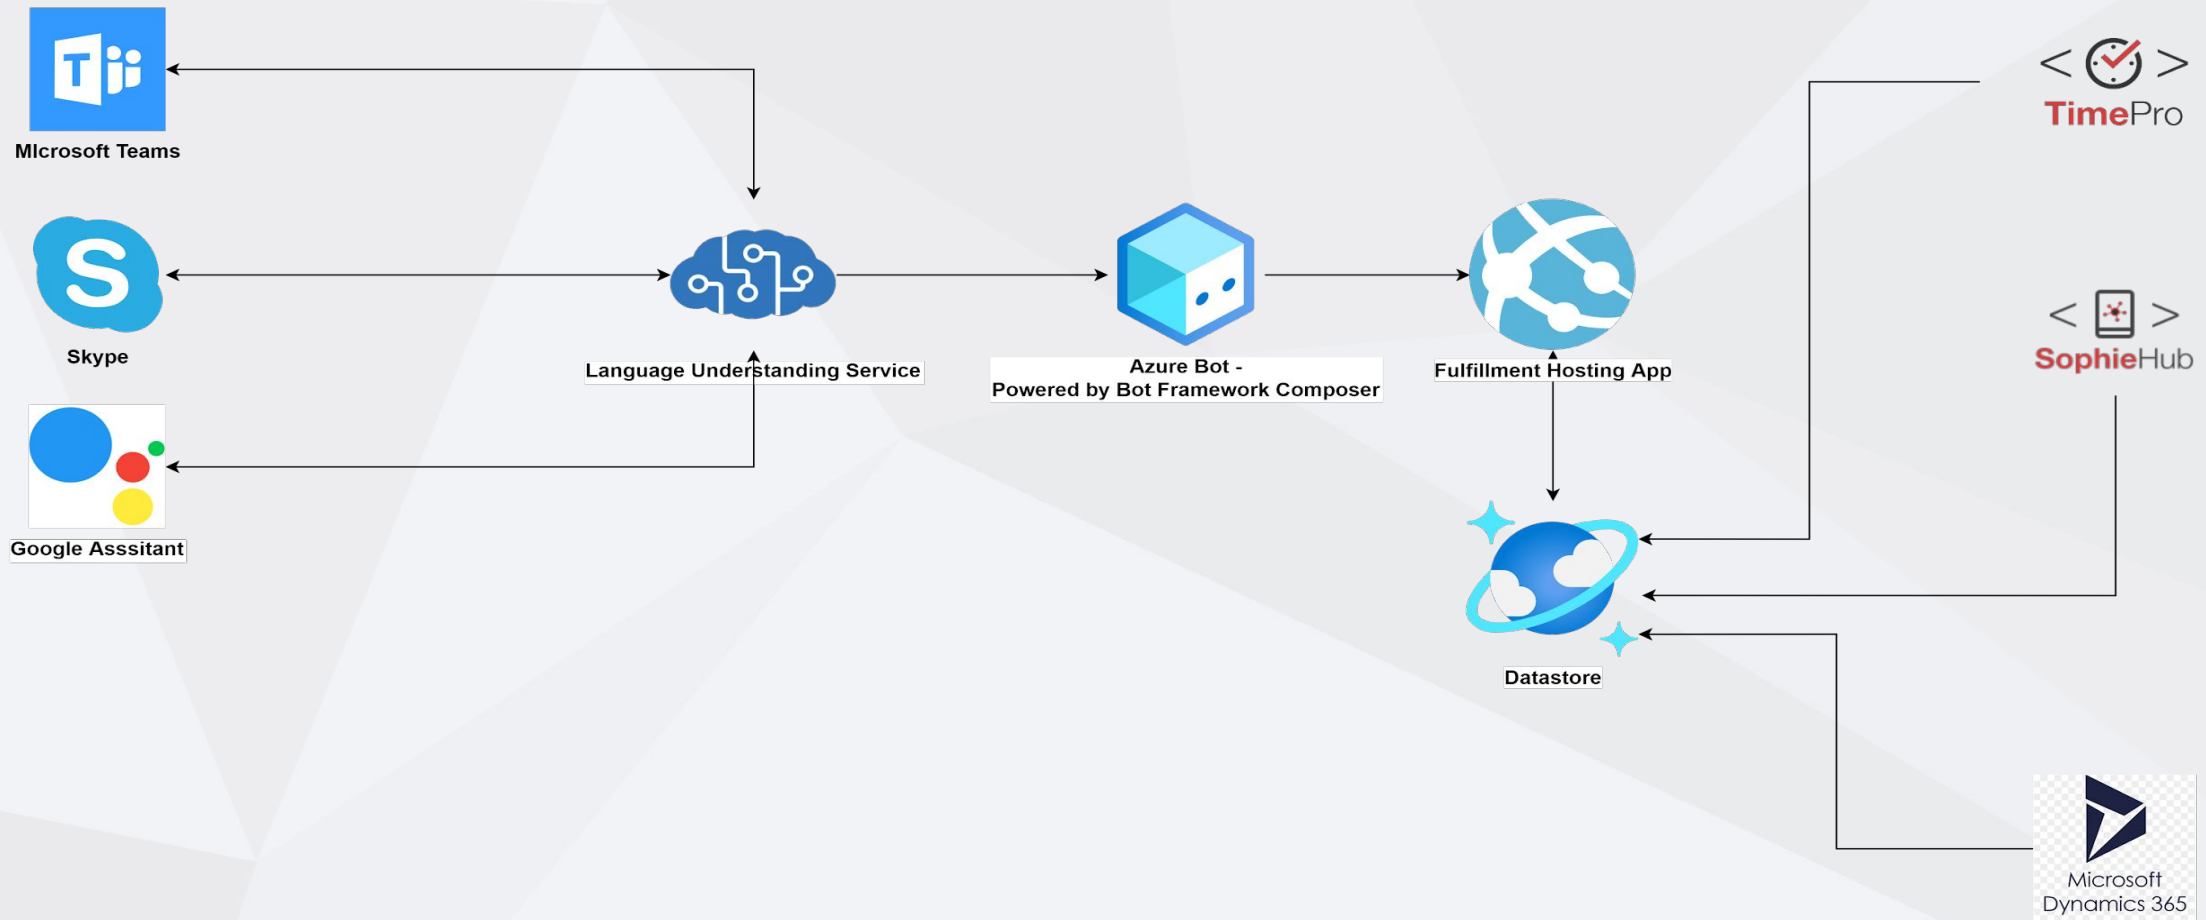 MIcrosoft Teams
Skype
Google Asssitant
Language Understanding Service
Azure Bot -
Powered by Bot Framework Composer
Fulfillment Hosting App
Datastore
< >
TimePro
< >
SophieHub
Microsoft
Dynamics 365
T
S